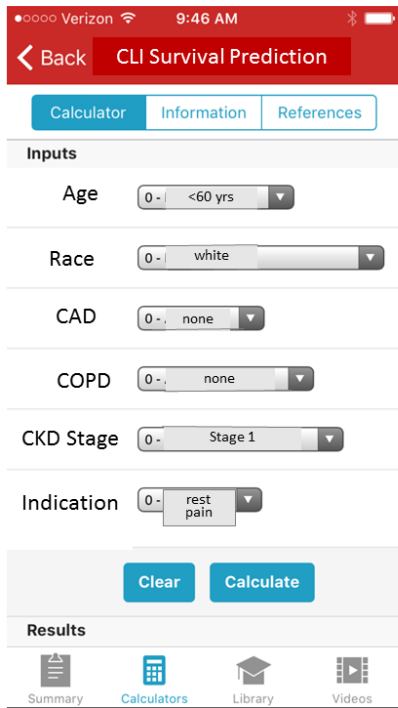 ●○○○○ Verizon 9:46 AM
Back CLI Survival Prediction
Calculator Information References
Inputs
Age 0 - <60 yrs
Race 0 - white
CAD 0 - none
COPD 0 - none
CKD Stage 0 - Stage 1
Indication 0 - rest
pain
Clear Calculate
Results
Summary Calculators Library Videos